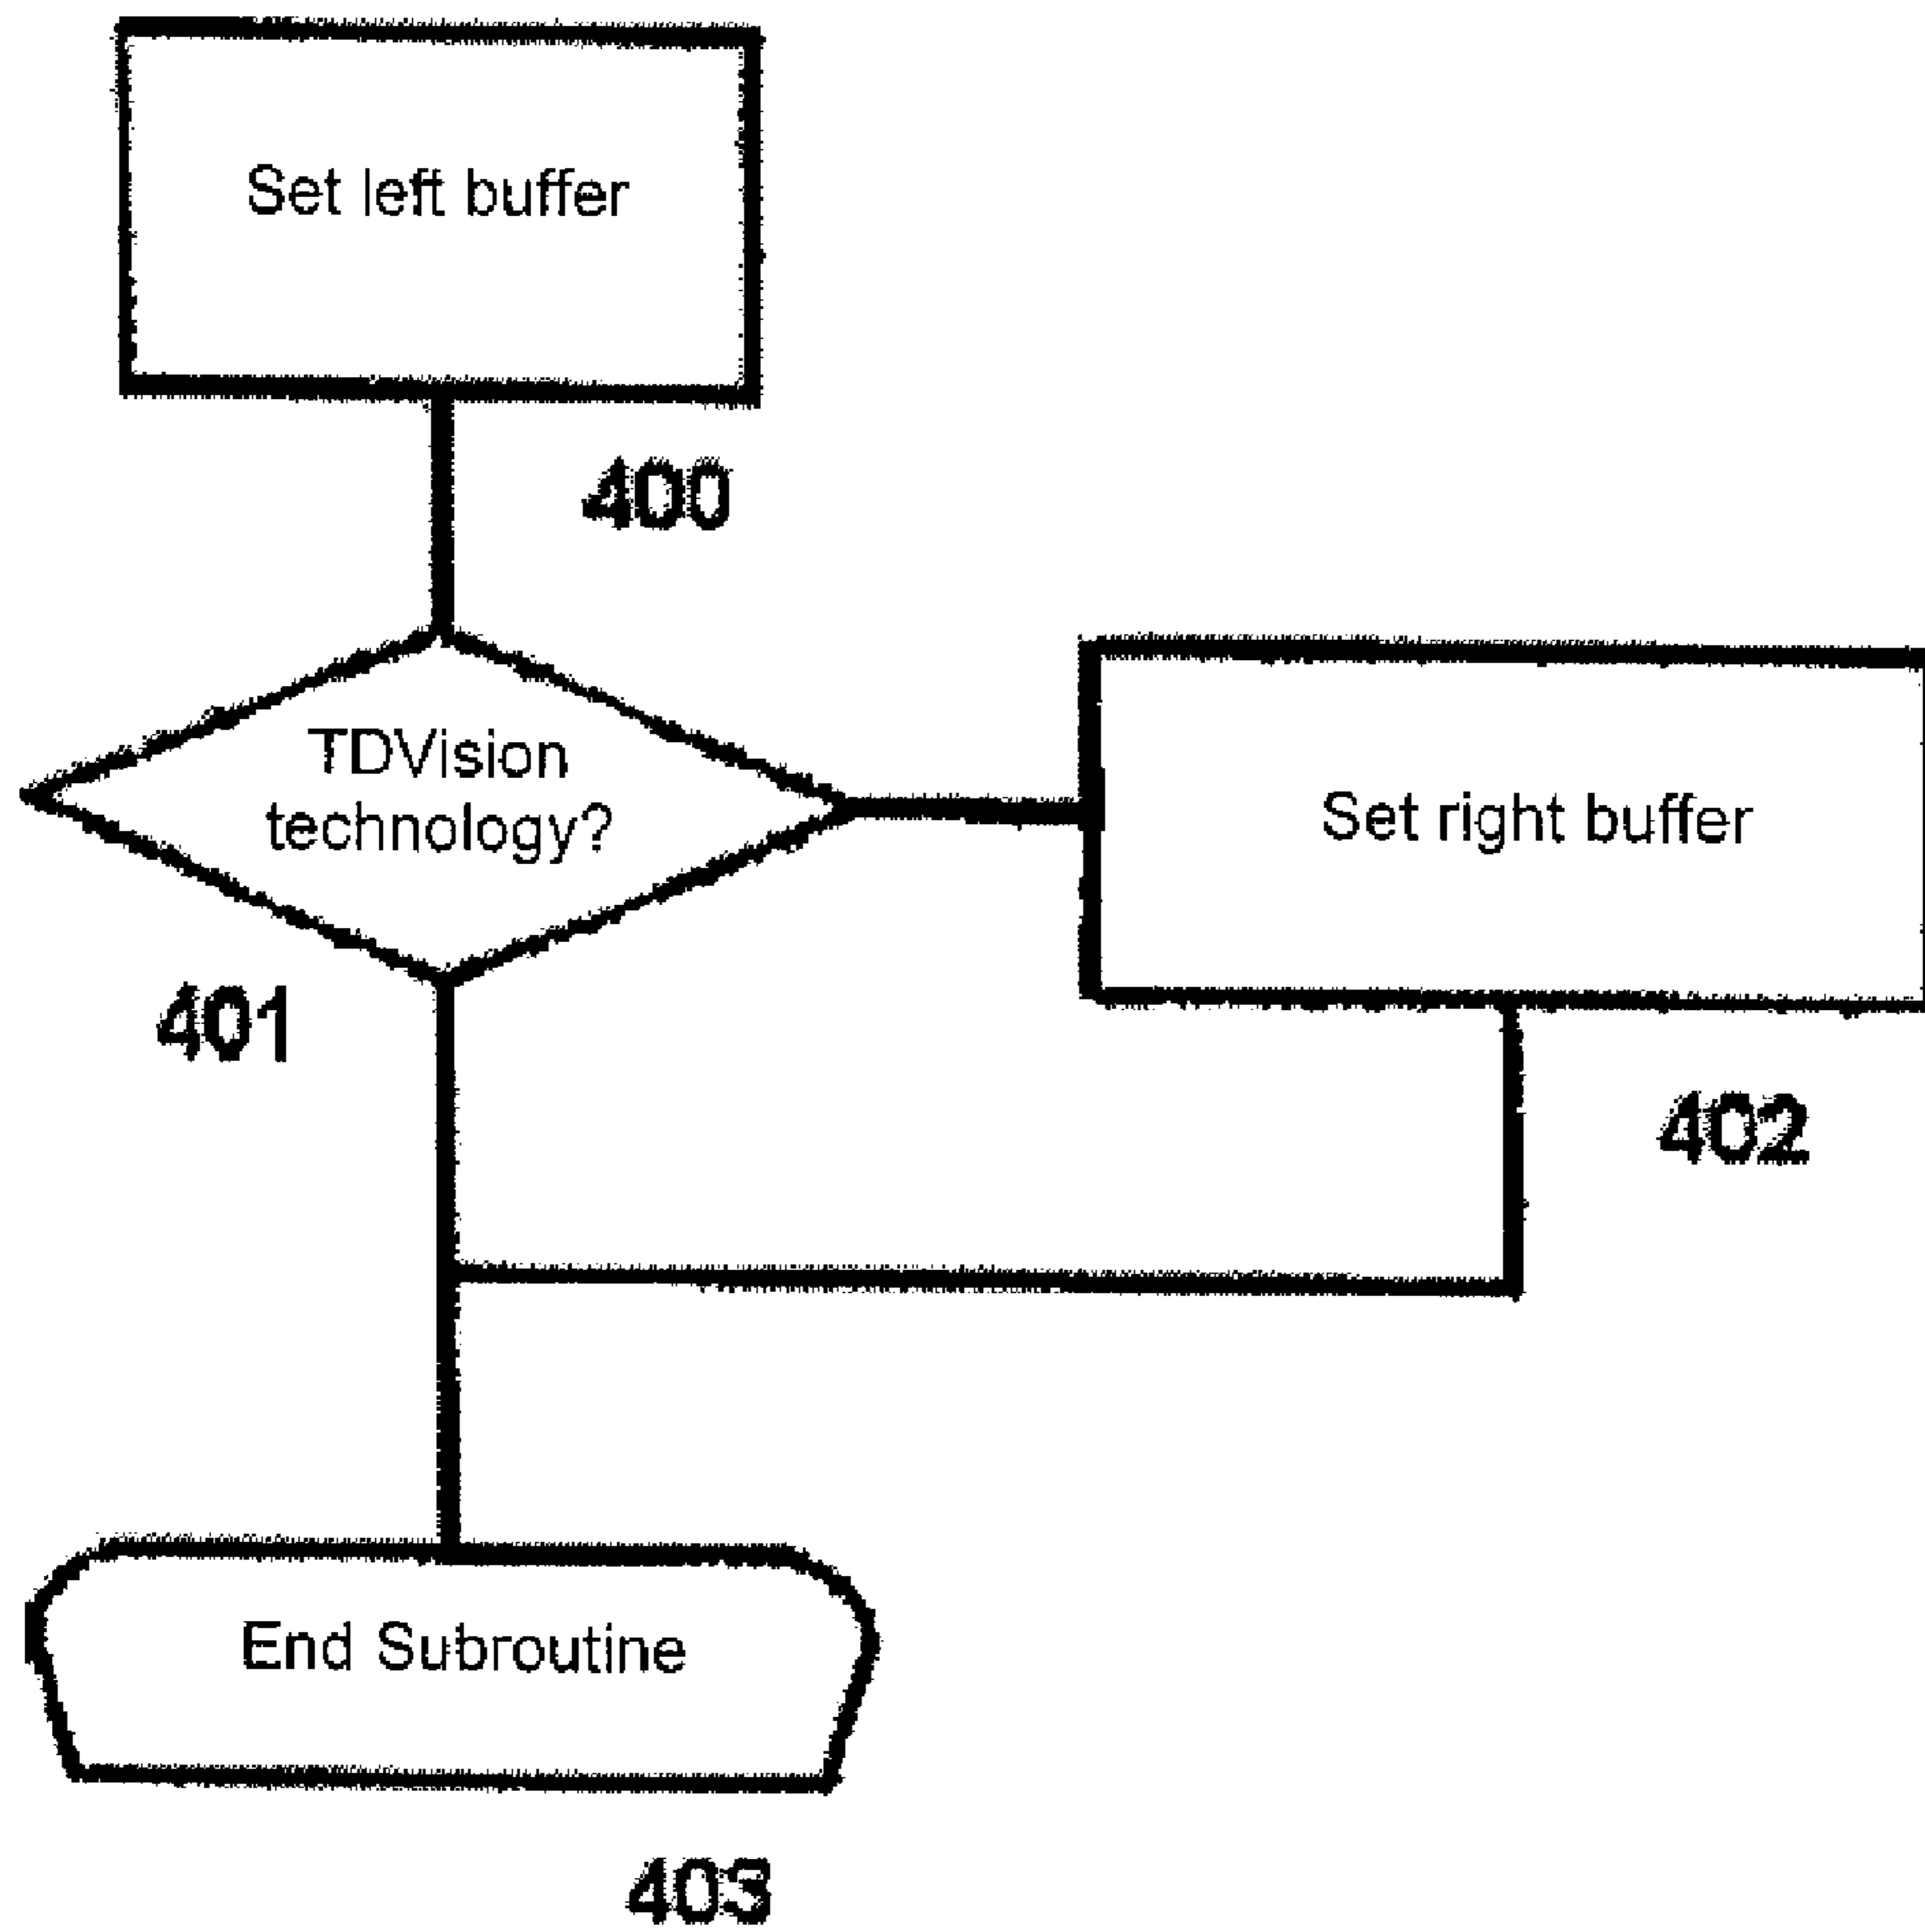 Set left buffer
400
TDVision
technology?
401
Set right buffer
402
End Subroutine
403